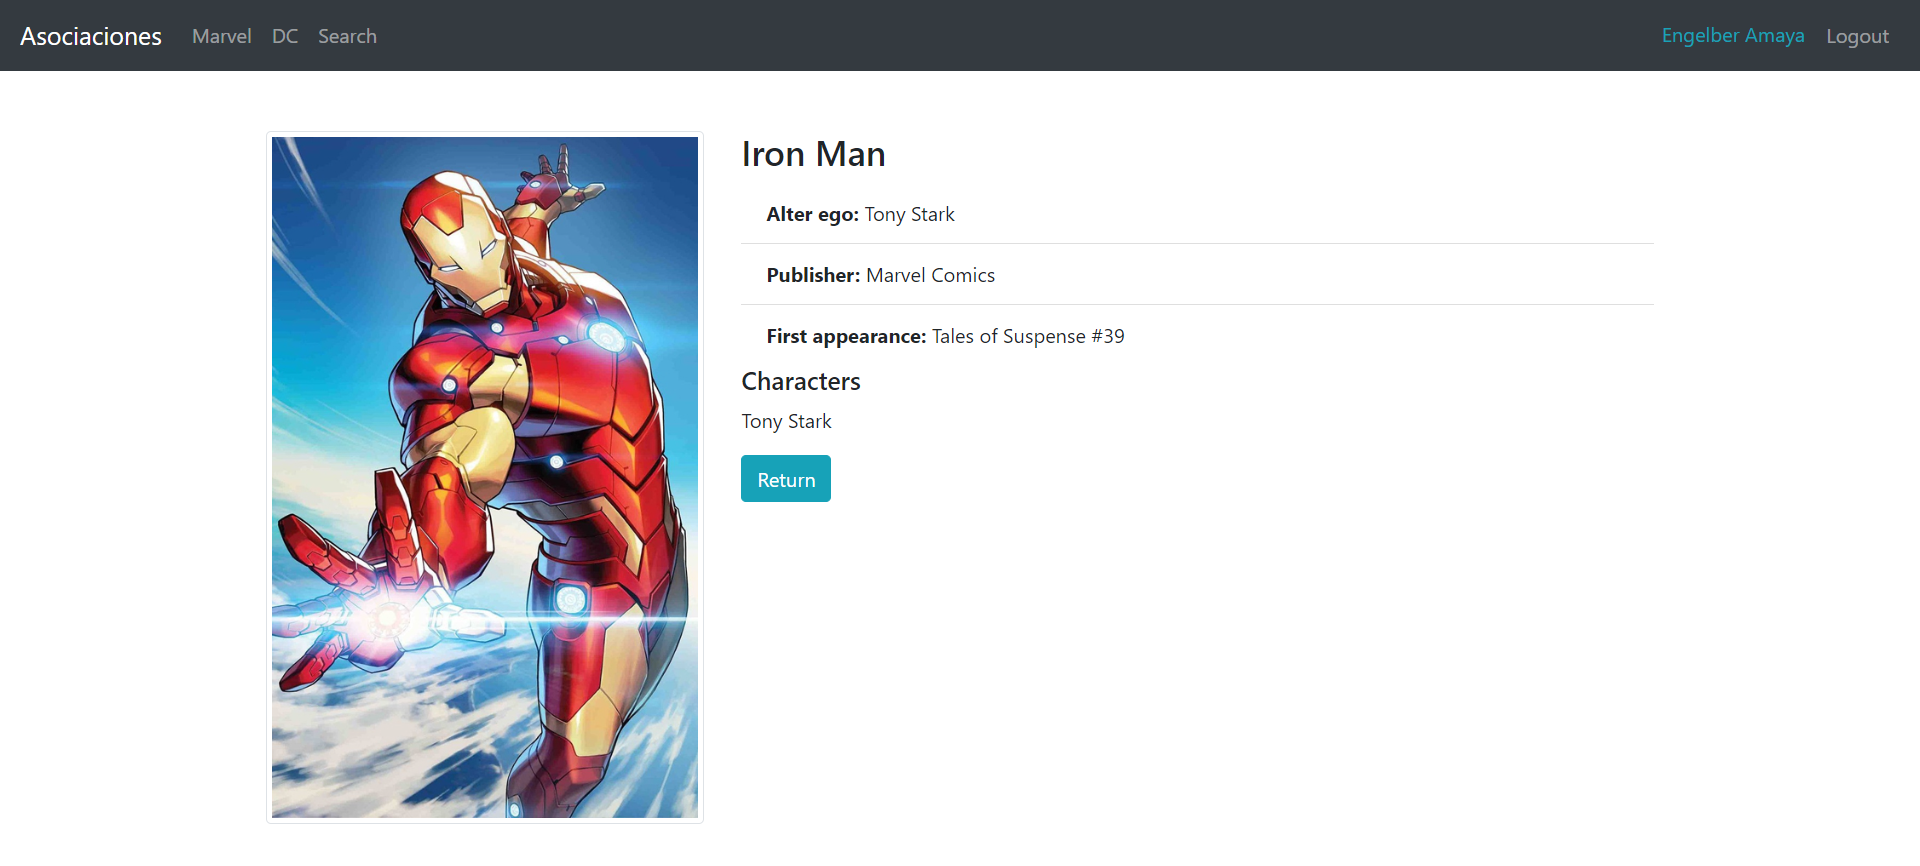 Asociaciones Marvel DC Search Engelber Amaya Logout
Iron Man
Alter ego: Tony Stark
Publisher: Marvel Comics
First appearance: Tales of Suspense #39
Characters
Tony Stark
Return